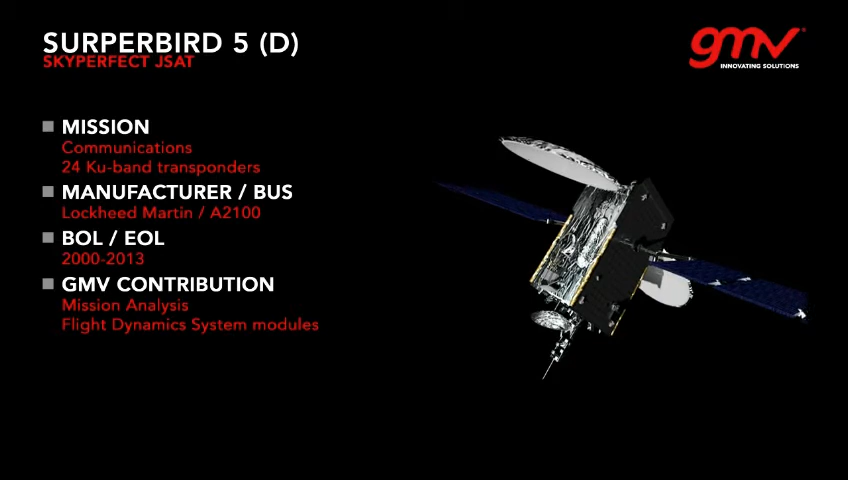 SURPERBIRD 5 (D)
SKYPERFECT JSAT
gmv
INNOVATING SOLUTIONS
MISSION
Communications
24 Ku-band transponders
MANUFACTURER / BUS
Lockheed Martin / A2100
BOL / EOL
2000-2013
GMV CONTRIBUTION
Mission Analysis
Flight Dynamics System modules